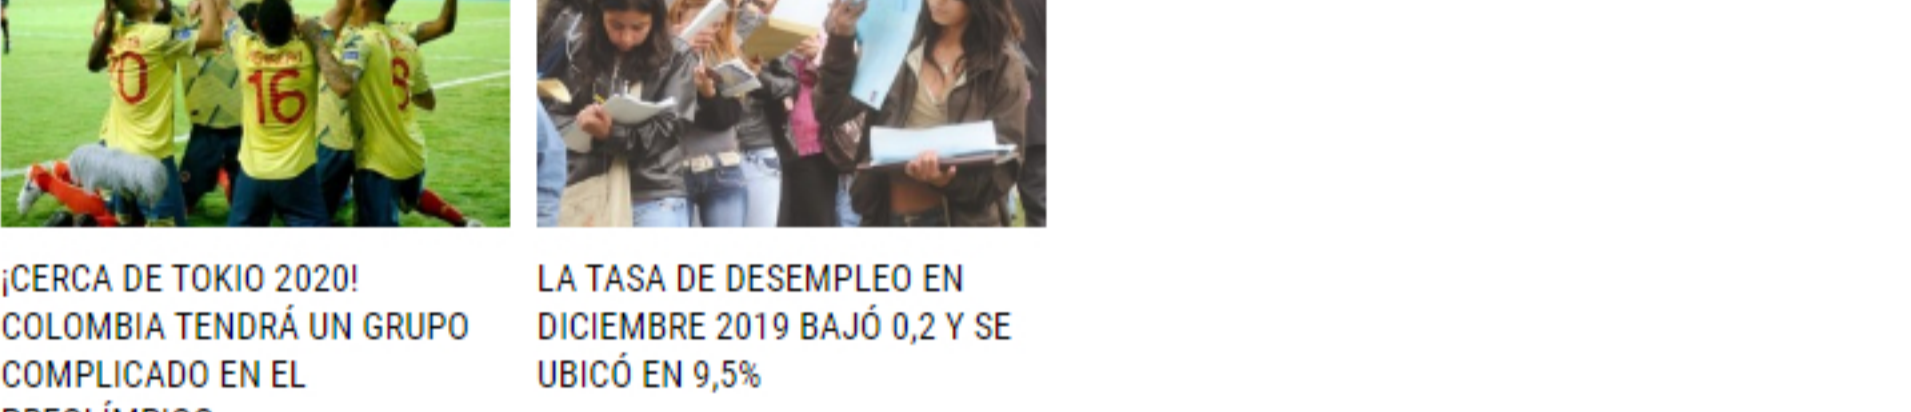 16
¡CERCA DE TOKIO 2020!
COLOMBIA TENDRÁ UN GRUPO
COMPLICADO EN EL
LA TASA DE DESEMPLEO EN
DICIEMBRE 2019 BAJÓ 0,2 Y SE
UBICÓ EN 9,5%